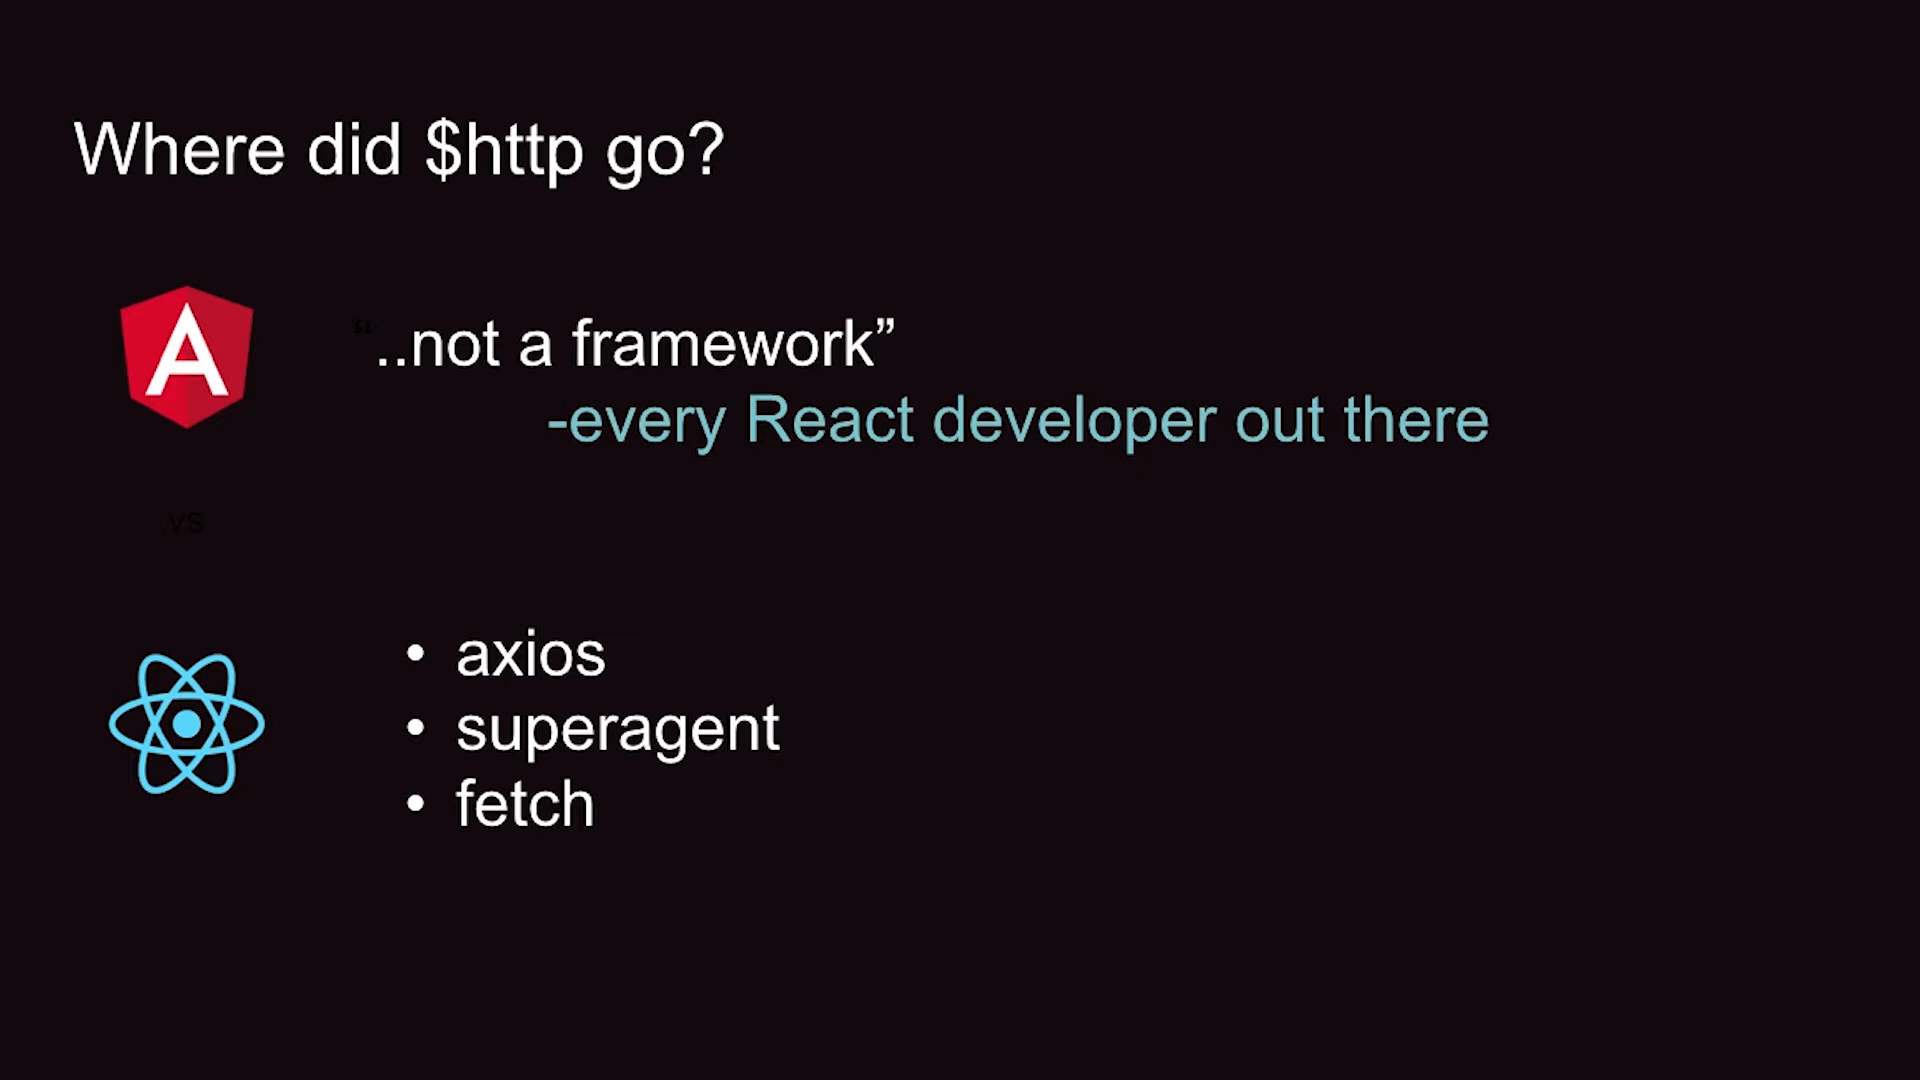 Where did $http go?
“..not a framework”
-every React developer out there
vs
• axios
• superagent
• fetch